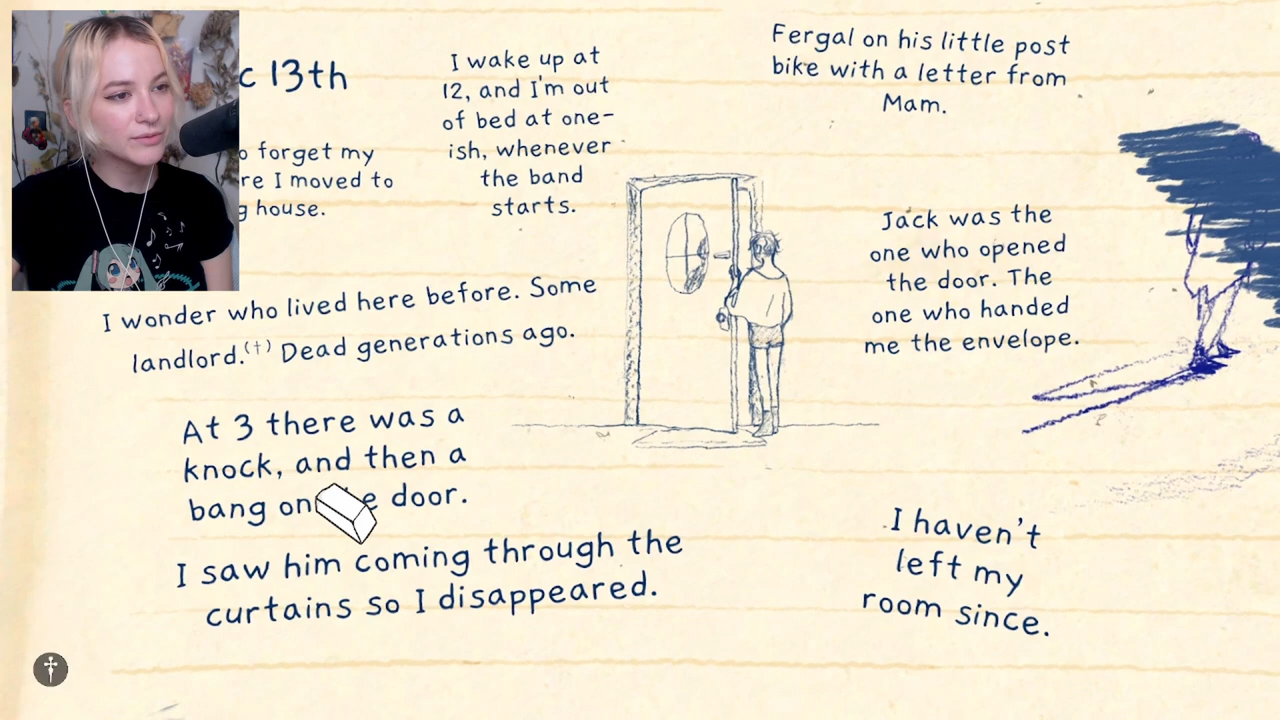 c 13th
o forget my
re I moved to
g house.
I wake up at
12, and I'm out
of bed at one-
ish, whenever
the band
starts.
Fergal on his little post
bike with a letter from
Mam.
I wonder who lived here before. Some
landlord.(†) Dead generations ago.
Jack was the
one who opened
the door. The
one who handed
me the envelope.
At 3 there was a
knock, and then a
bang on door.
I saw him coming through the
curtains so I disappeared.
I haven't
left my
room since.